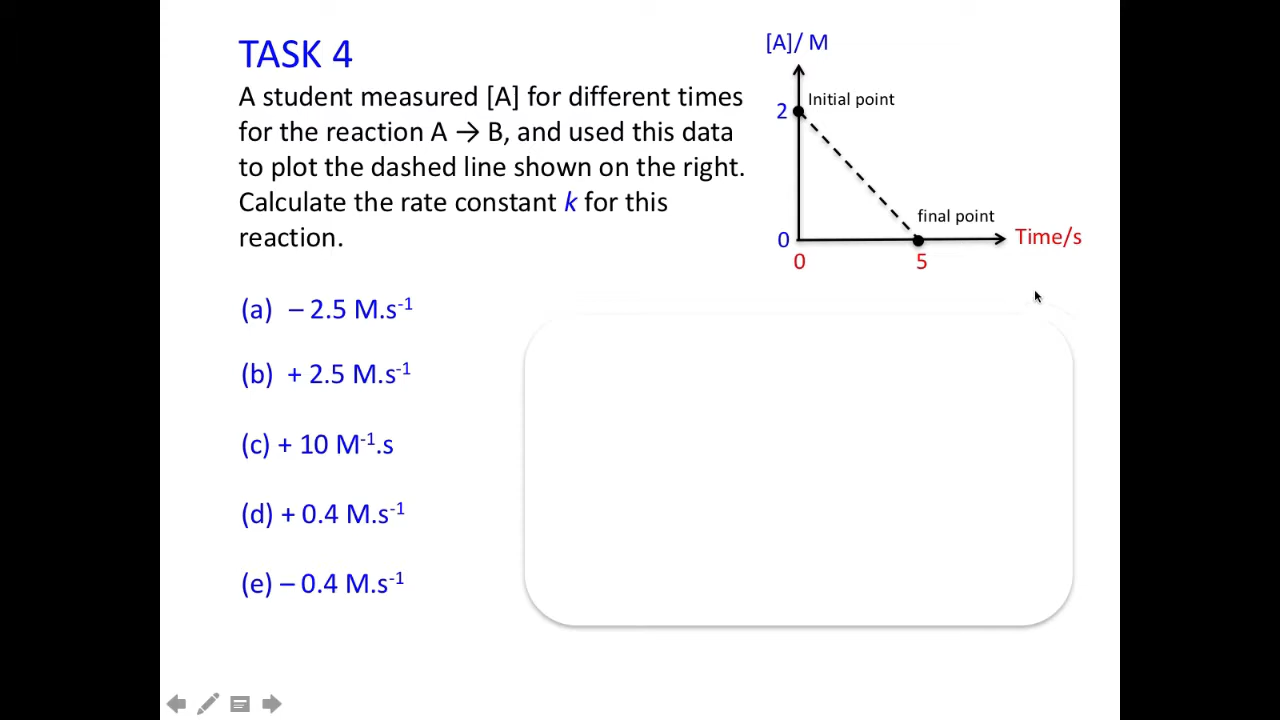 TASK 4
A student measured [A] for different times
for the reaction A → B, and used this data
to plot the dashed line shown on the right.
Calculate the rate constant k for this
reaction.
[A]/ M
2
Initial point
final point
0
Time/s
0
5
(a) – 2.5 M.s⁻¹
(b) + 2.5 M.s⁻¹
(c) + 10 M⁻¹.s
(d) + 0.4 M.s⁻¹
(e) – 0.4 M.s⁻¹